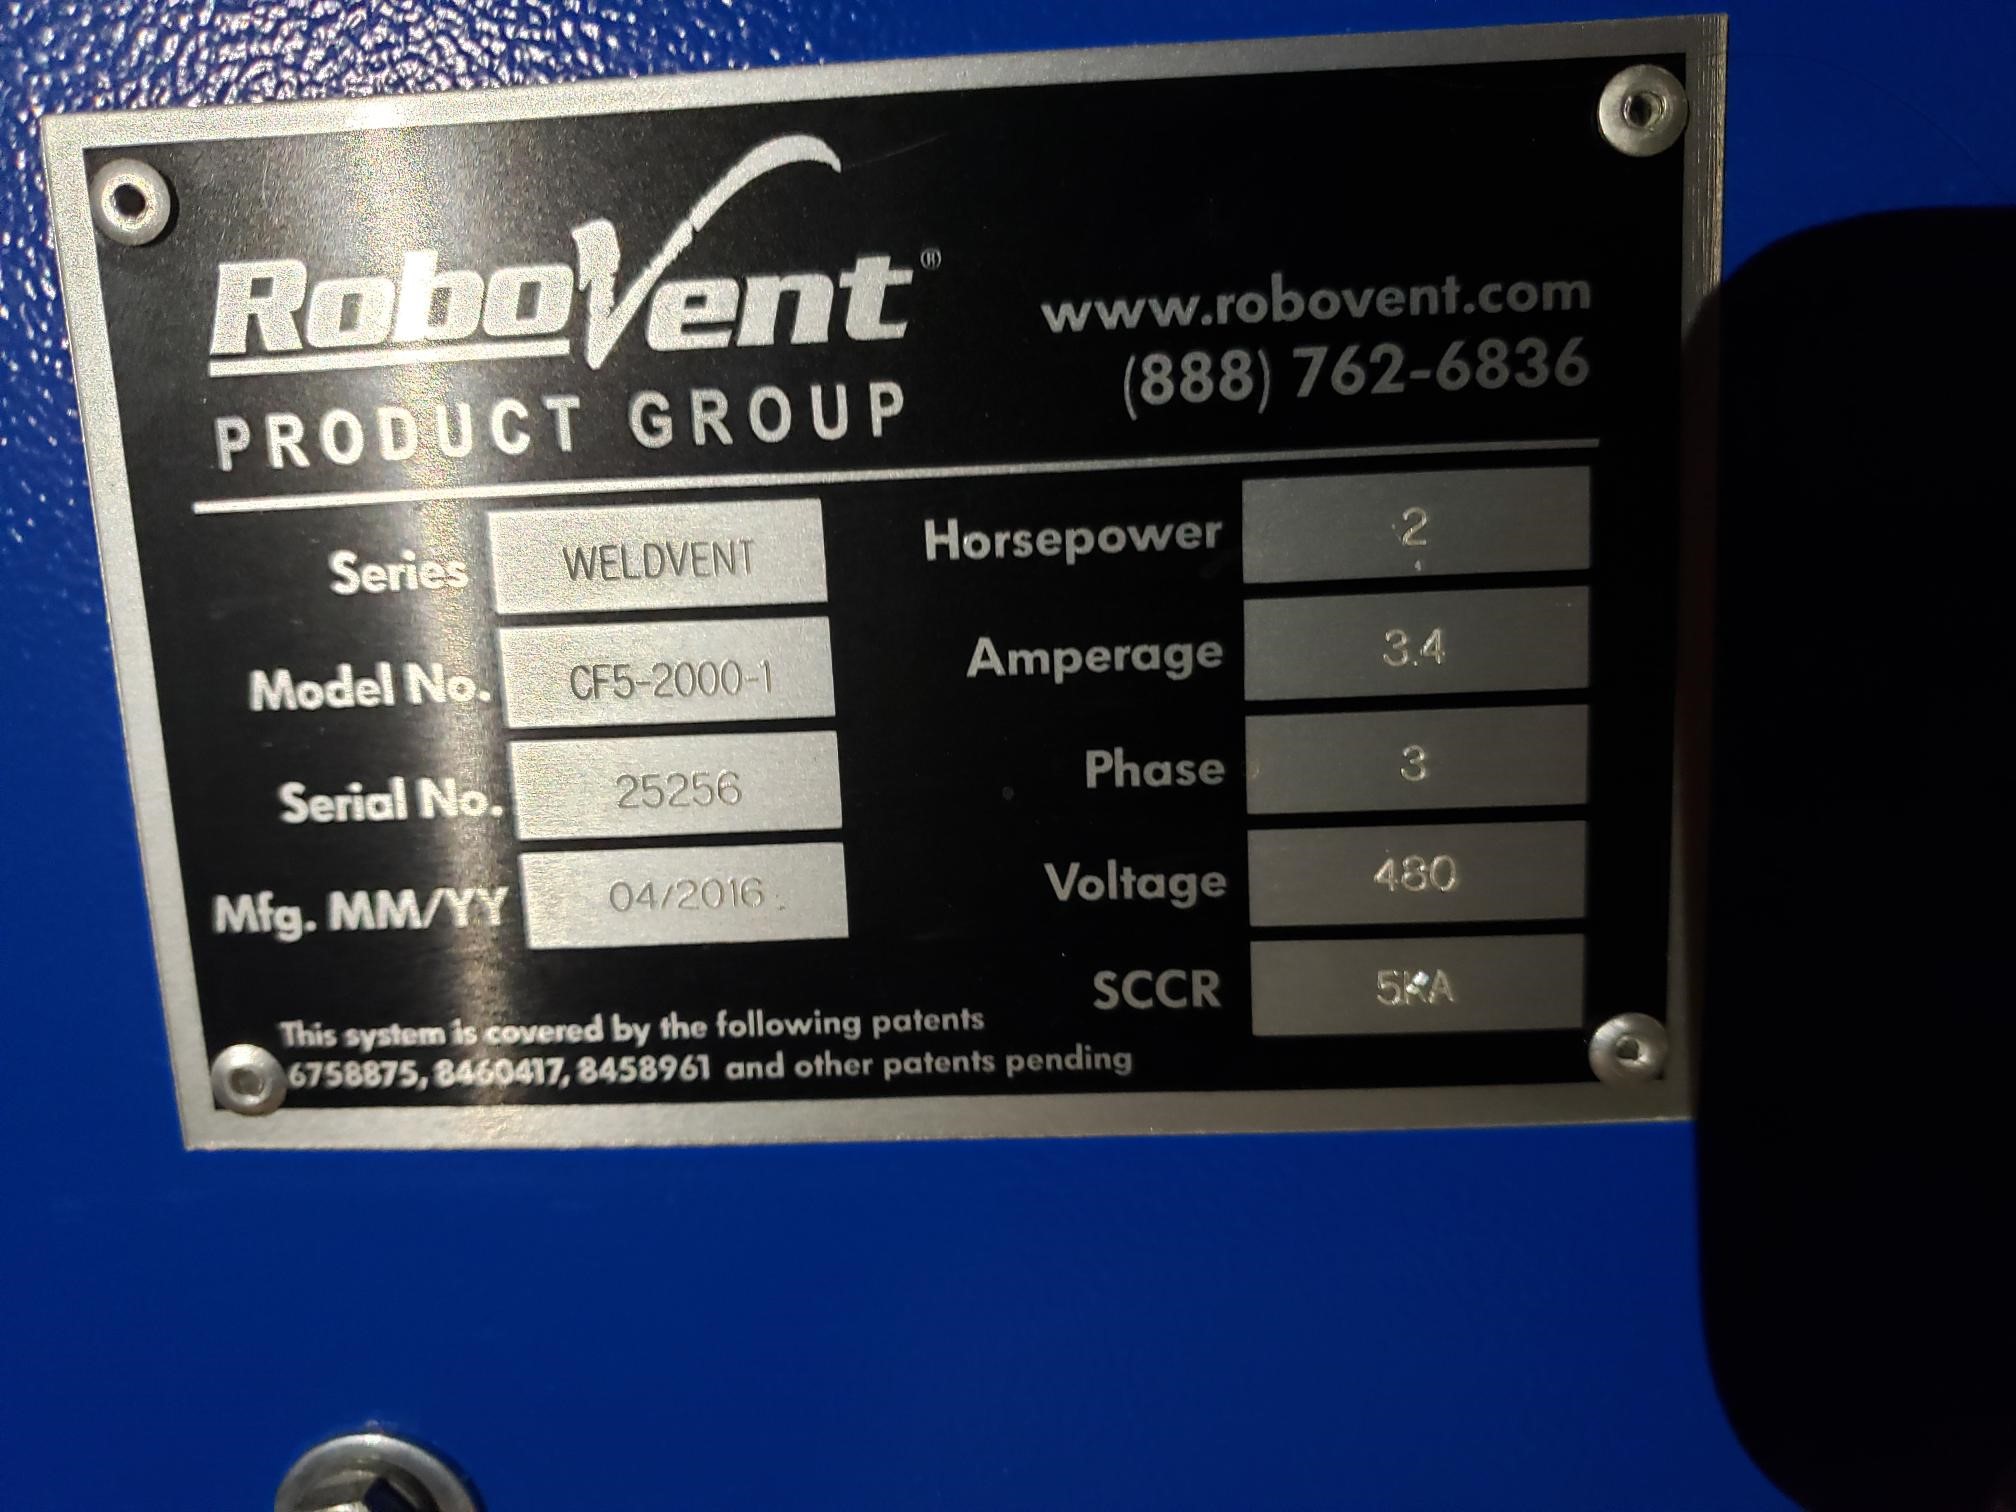 RoboVent®
PRODUCT GROUP
www.robovent.com
(888) 762-6836
Series WELDVENT
Model No. CF5-2000-1
Serial No. 25256
Mfg. MM/YY 04/2016
Horsepower 2
Amperage 3.4
Phase 3
Voltage 480
SCCR 5KA
This system is covered by the following patents
6758875, 8460417, 8458961 and other patents pending